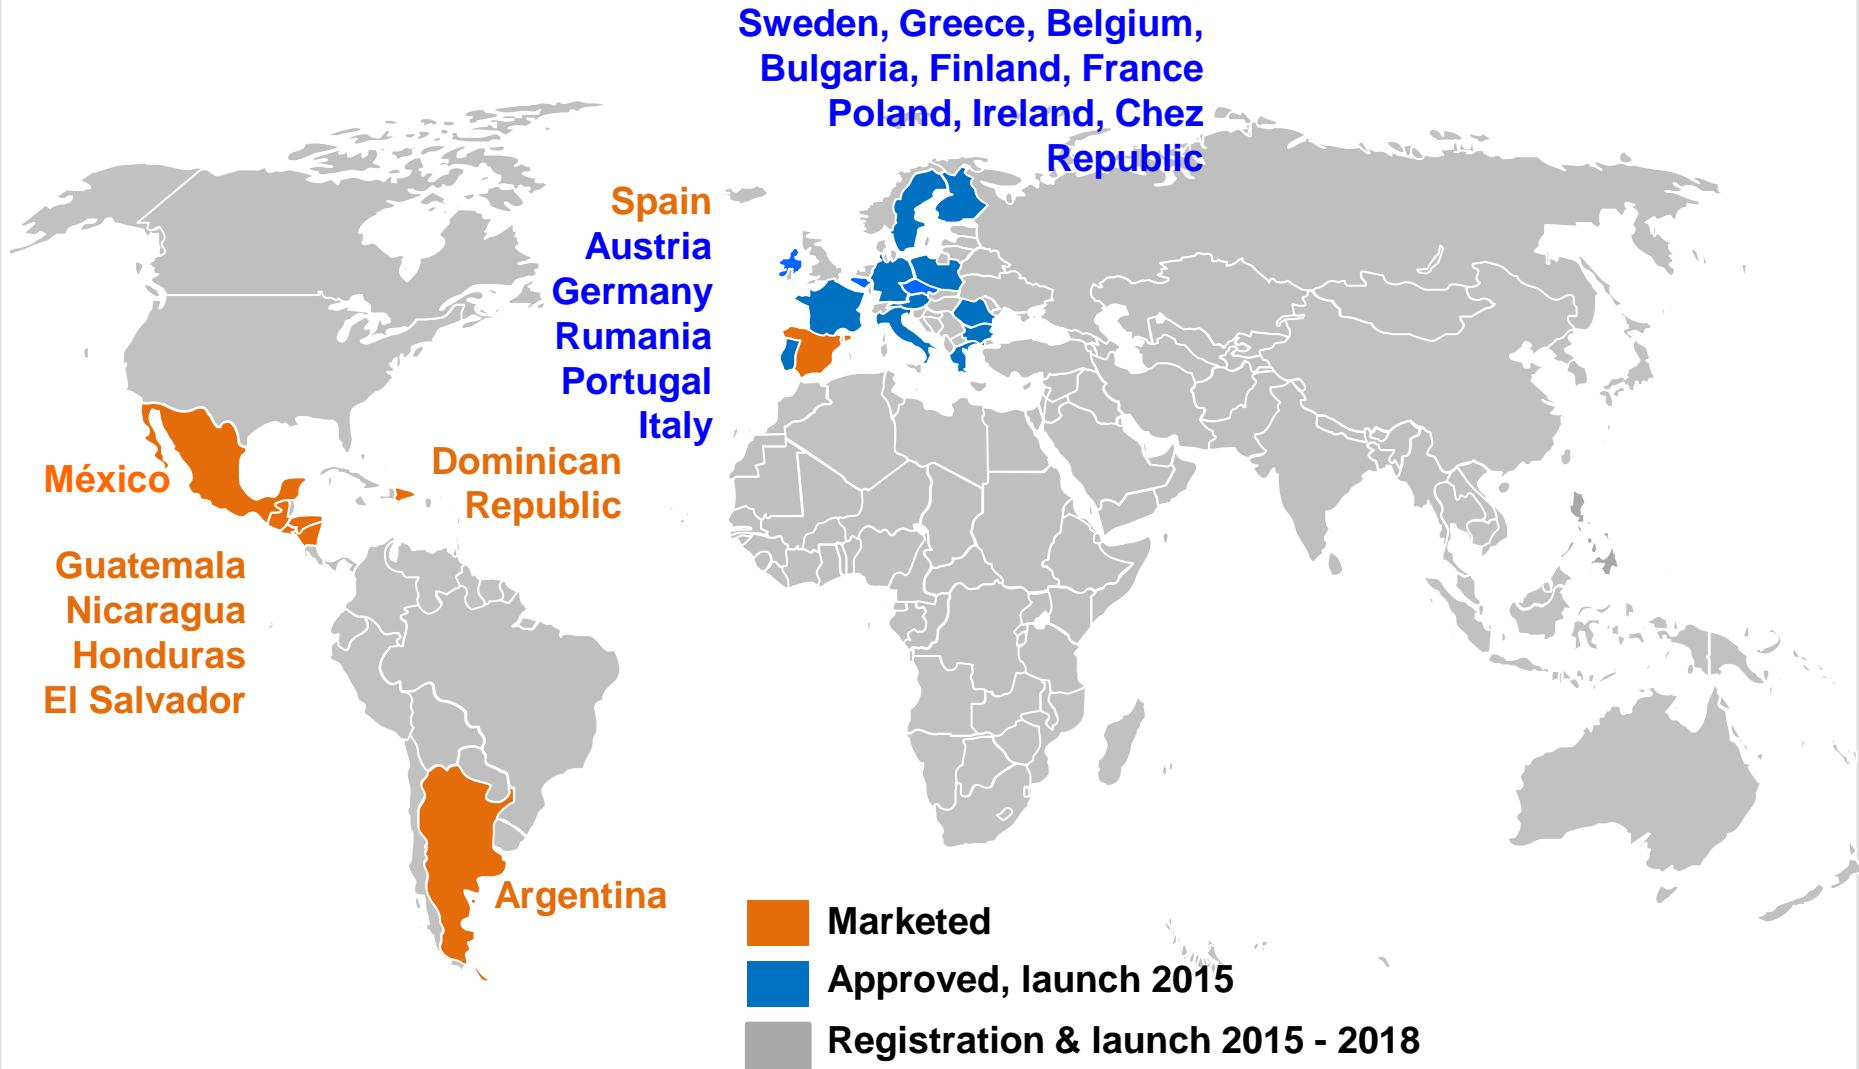 Sweden, Greece, Belgium,
Bulgaria, Finland, France
Poland, Ireland, Chez
Republic
Spain
Austria
Germany
Rumania
Portugal
Italy
México
Dominican
Republic
Guatemala
Nicaragua
Honduras
El Salvador
Argentina
Marketed
Approved, launch 2015
Registration & launch 2015 - 2018